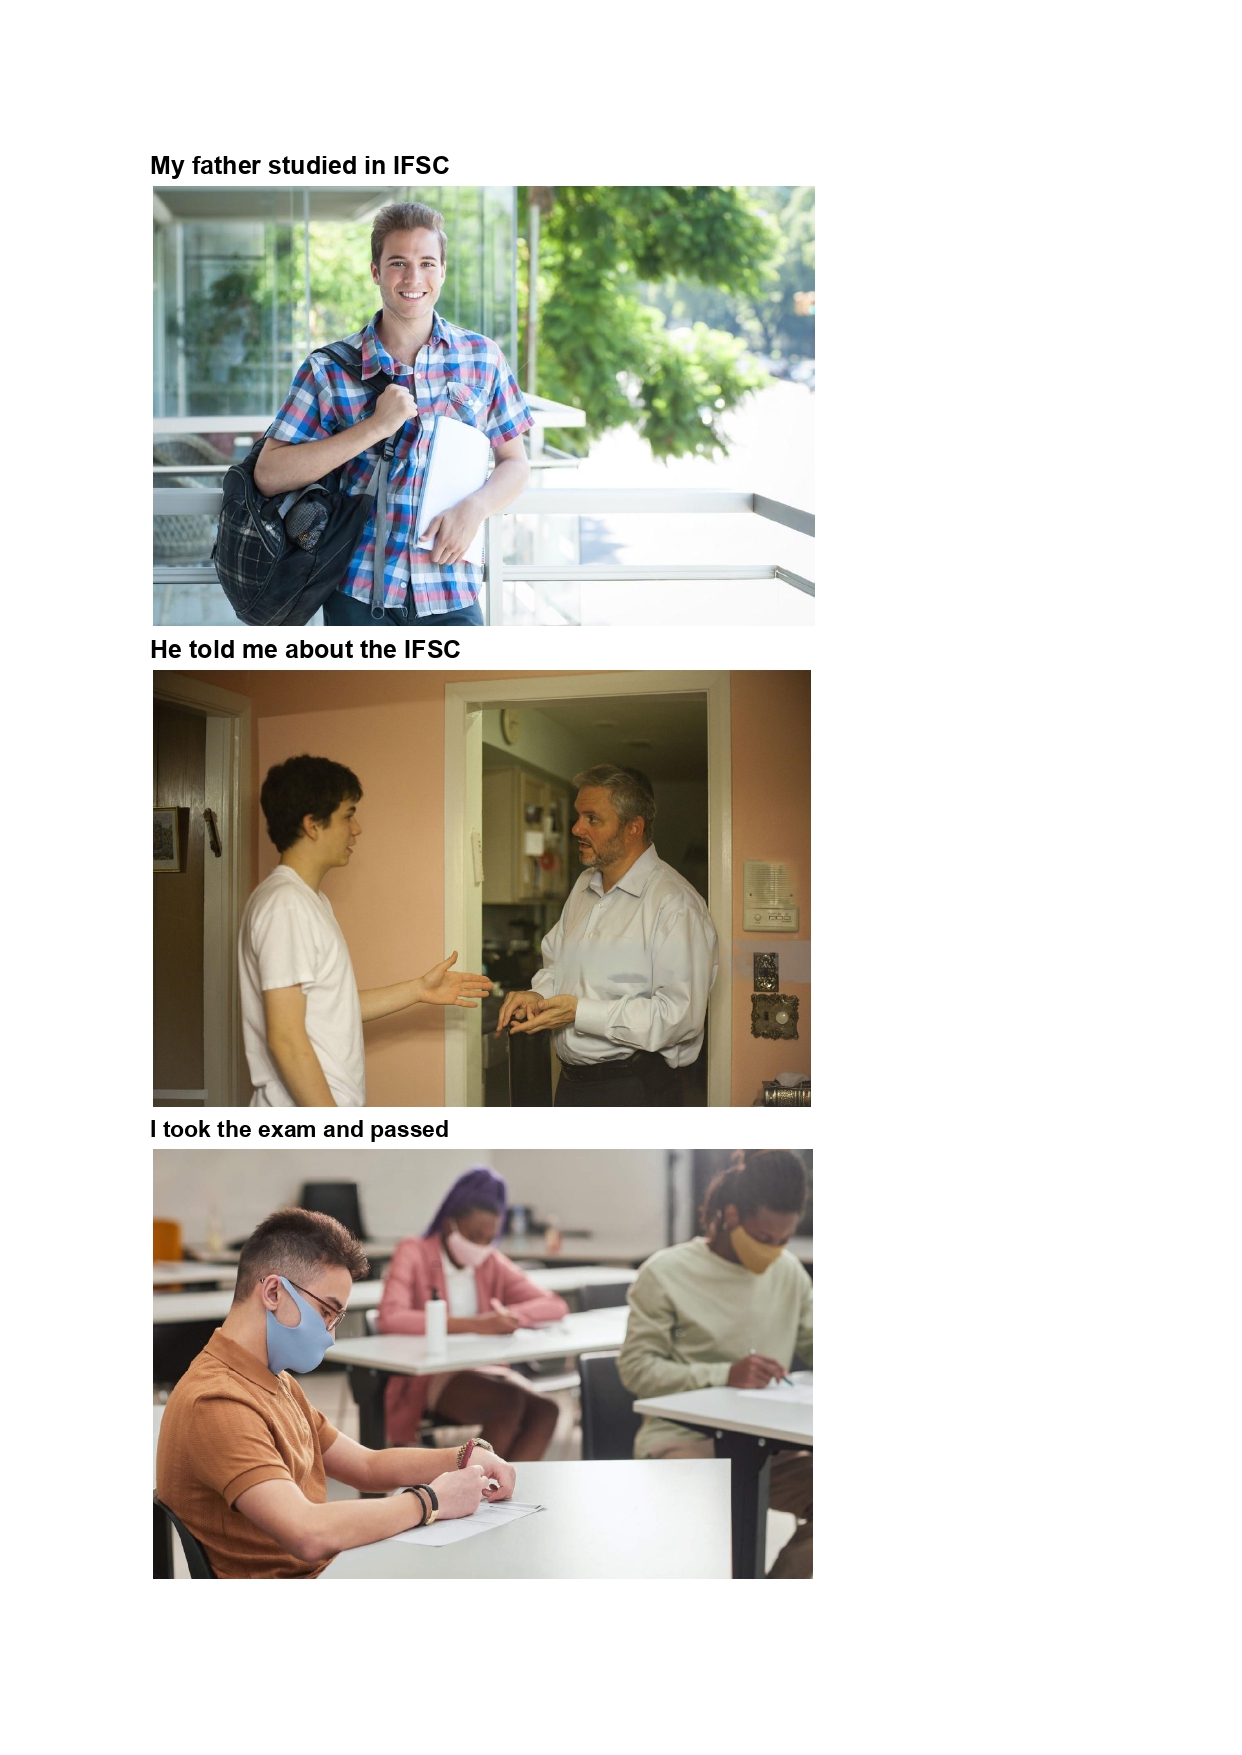 My father studied in IFSC
He told me about the IFSC
I took the exam and passed